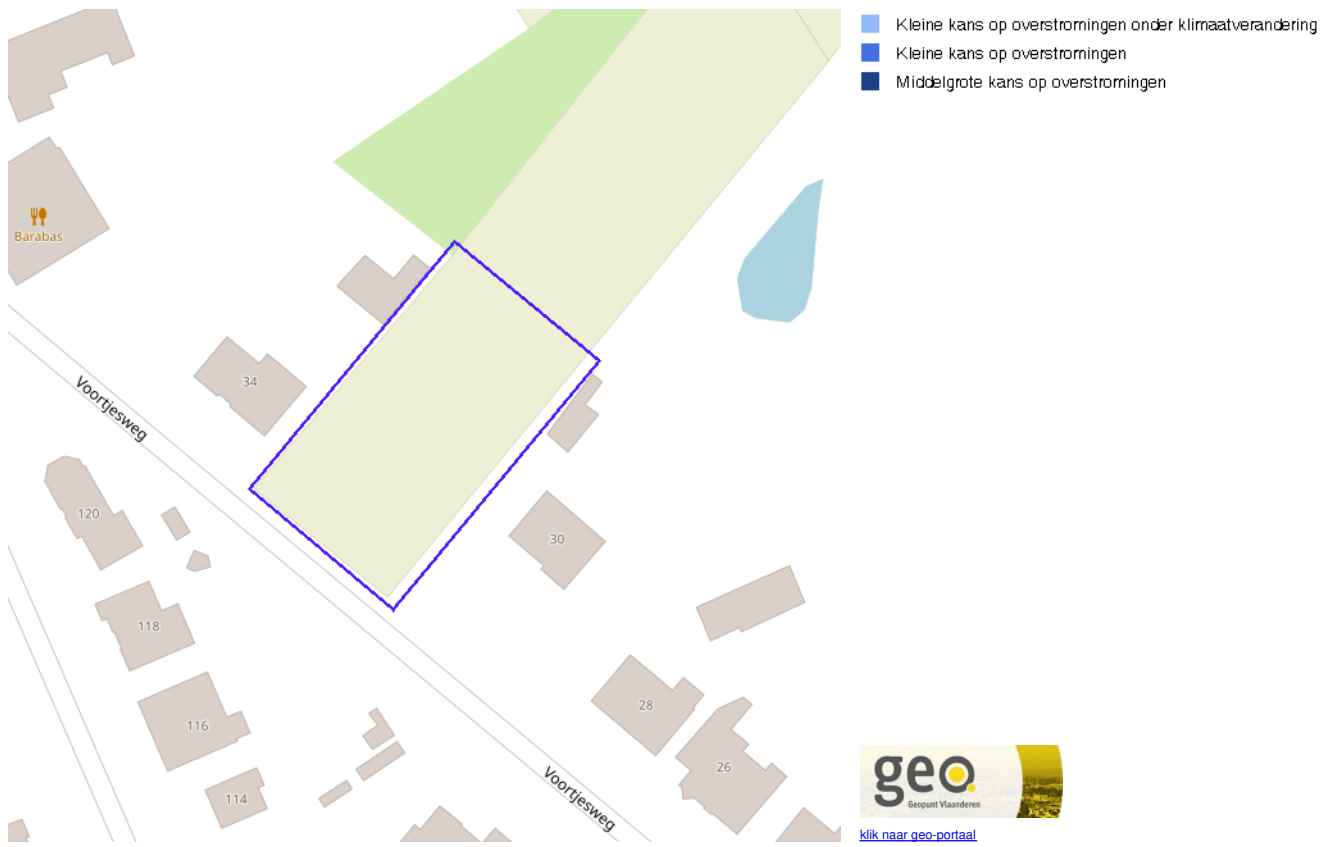 Kleine kans op overstromingen onder klimaatverandering
Kleine kans op overstromingen
Middelgrote kans op overstromingen
Barabas
34
Voortjesweg
120
30
118
28
116
26
114
Voortjesweg
geo.
Geopunt Vlaanderen
klik naar geo-portaal